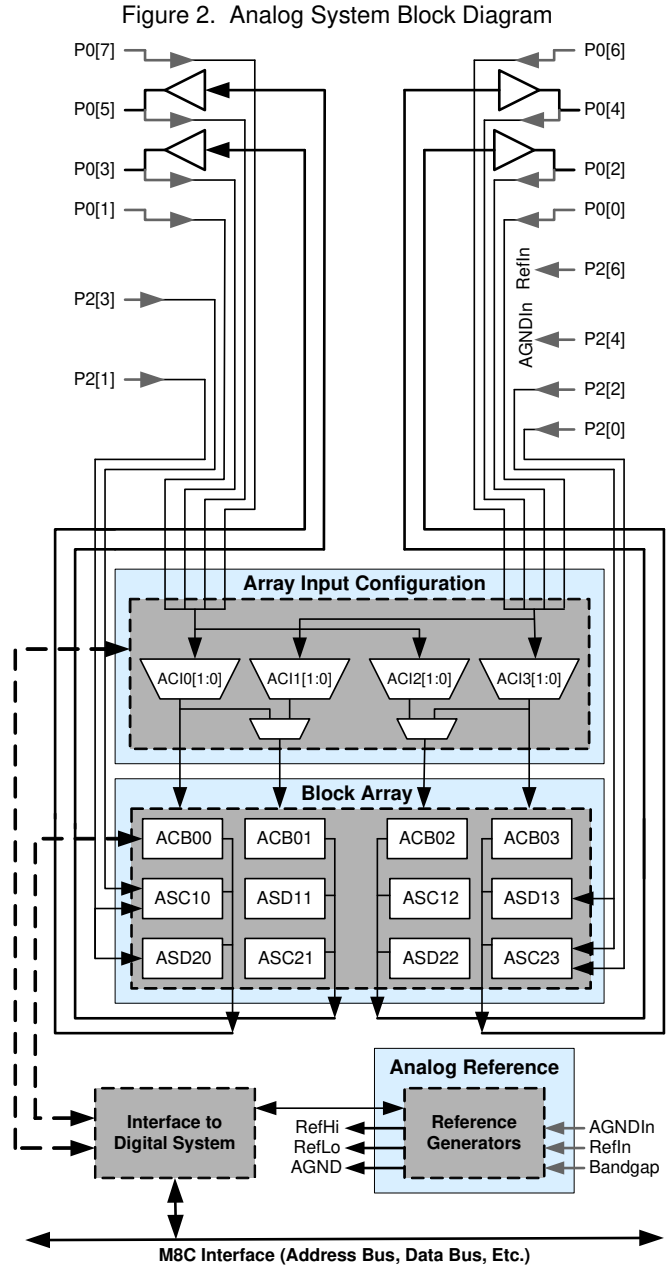 Figure 2.  Analog System Block Diagram
P0[7]
P0[6]
P0[5]
P0[4]
P0[3]
P0[2]
P0[1]
P0[0]
RefIn
P2[6]
P2[3]
AGNDIn
P2[4]
P2[1]
P2[2]
P2[0]
Array Input Configuration
ACI0[1:0]
ACI1[1:0]
ACI2[1:0]
ACI3[1:0]
Block Array
ACB00
ACB01
ACB02
ACB03
ASC10
ASD11
ASC12
ASD13
ASD20
ASC21
ASD22
ASC23
Analog Reference
Interface to
Digital System
RefHi
RefLo
AGND
Reference
Generators
AGNDIn
RefIn
Bandgap
M8C Interface (Address Bus, Data Bus, Etc.)